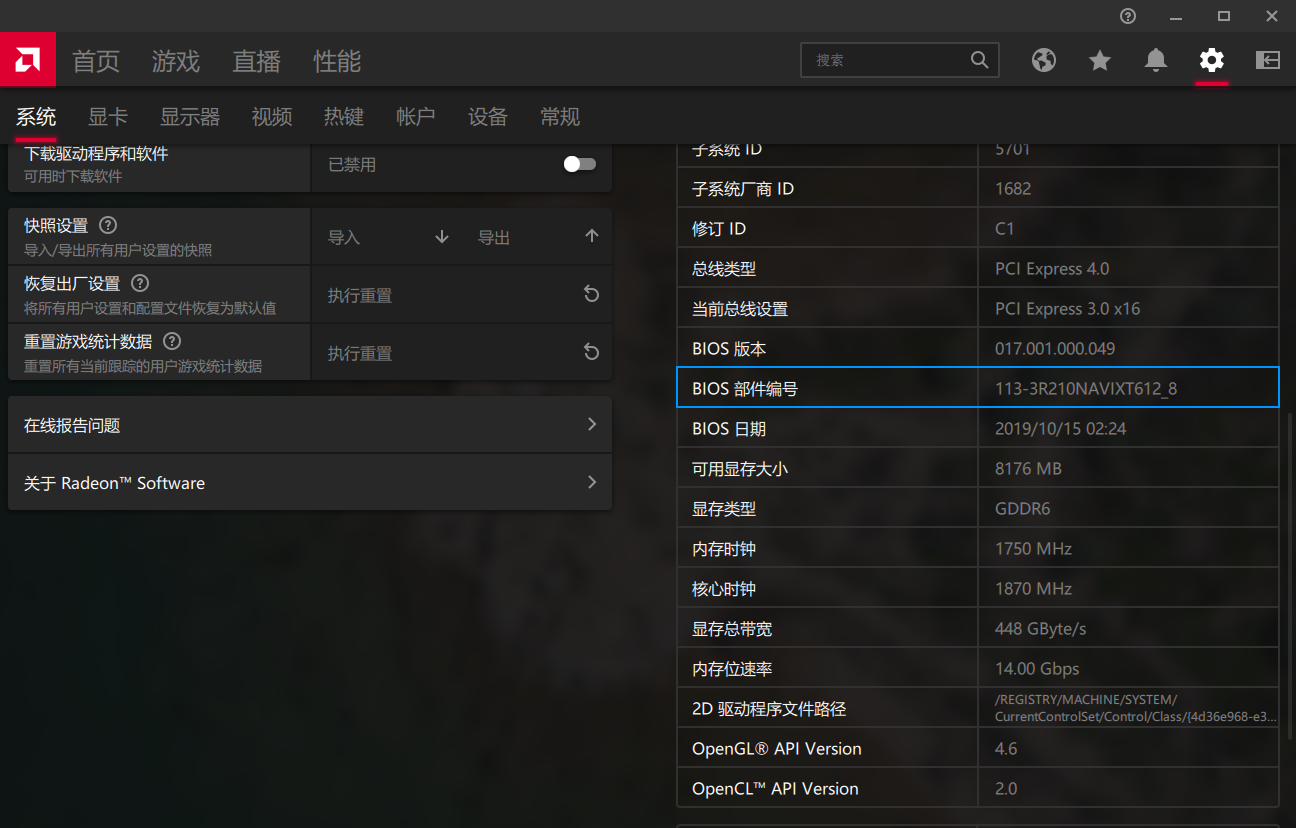 首页 游戏 直播 性能 搜索
系统 显卡 显示器 视频 热键 帐户 设备 常规
下载驱动程序和软件
可用时下载软件
已禁用
快照设置
导入/导出所有用户设置的快照
导入 导出
恢复出厂设置
将所有用户设置和配置文件恢复为默认值
执行重置
重置游戏统计数据
重置所有当前跟踪的用户游戏统计数据
执行重置
在线报告问题
关于 Radeon™ Software
子系统 ID 5701
子系统厂商 ID 1682
修订 ID C1
总线类型 PCI Express 4.0
当前总线设置 PCI Express 3.0 x16
BIOS 版本 017.001.000.049
BIOS 部件编号 113-3R210NAVIXT612_8
BIOS 日期 2019/10/15 02:24
可用显存大小 8176 MB
显存类型 GDDR6
内存时钟 1750 MHz
核心时钟 1870 MHz
显存总带宽 448 GByte/s
内存位速率 14.00 Gbps
2D 驱动程序文件路径
/REGISTRY/MACHINE/SYSTEM/
CurrentControlSet/Control/Class/{4d36e968-e3...
OpenGL® API Version 4.6
OpenCL™ API Version 2.0